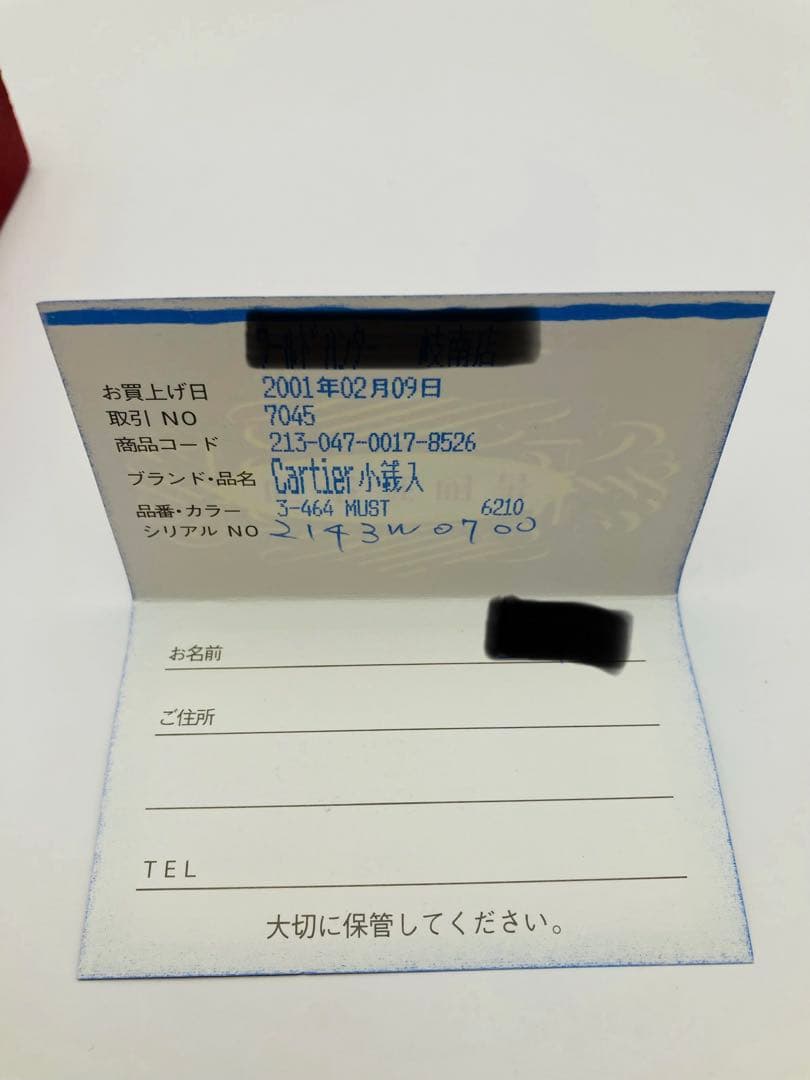 岐南店
お買上げ日 2001年02月09日
取引 NO 7045
商品コード 213-047-0017-8526
ブランド・品名 Cartier小銭入
品番・カラー 3-464 MUST 6210
シリアル NO 2143W0700
お名前
ご住所
TEL
大切に保管してください。